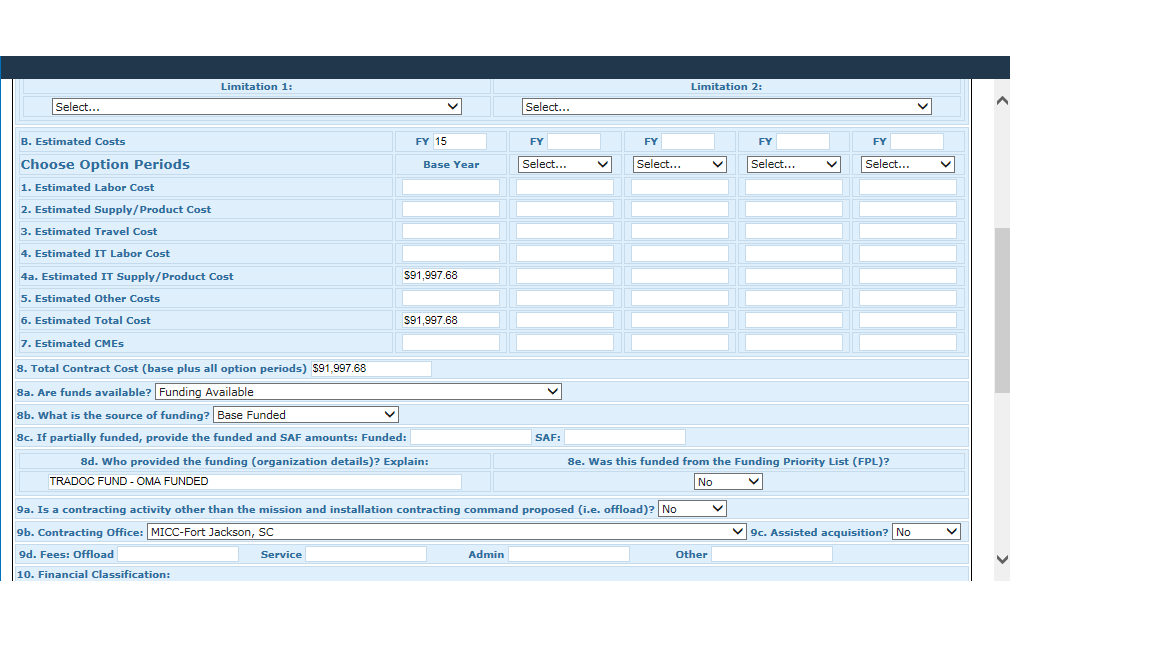 Limitation 1: Limitation 2:
Select... Select...
B. Estimated Costs FY 15 FY FY FY FY
Choose Option Periods Base Year Select... Select... Select... Select...
1. Estimated Labor Cost
2. Estimated Supply/Product Cost
3. Estimated Travel Cost
4. Estimated IT Labor Cost
4a. Estimated IT Supply/Product Cost $91,997.68
5. Estimated Other Costs
6. Estimated Total Cost $91,997.68
7. Estimated CMEs
8. Total Contract Cost (base plus all option periods) $91,997.68
8a. Are funds available? Funding Available
8b. What is the source of funding? Base Funded
8c. If partially funded, provide the funded and SAF amounts: Funded: SAF:
8d. Who provided the funding (organization details)? Explain: 8e. Was this funded from the Funding Priority List (FPL)?
TRADOC FUND - OMA FUNDED No
9a. Is a contracting activity other than the mission and installation contracting command proposed (i.e. offload)? No
9b. Contracting Office: MICC-Fort Jackson, SC 9c. Assisted acquisition? No
9d. Fees: Offload Service Admin Other
10. Financial Classification: